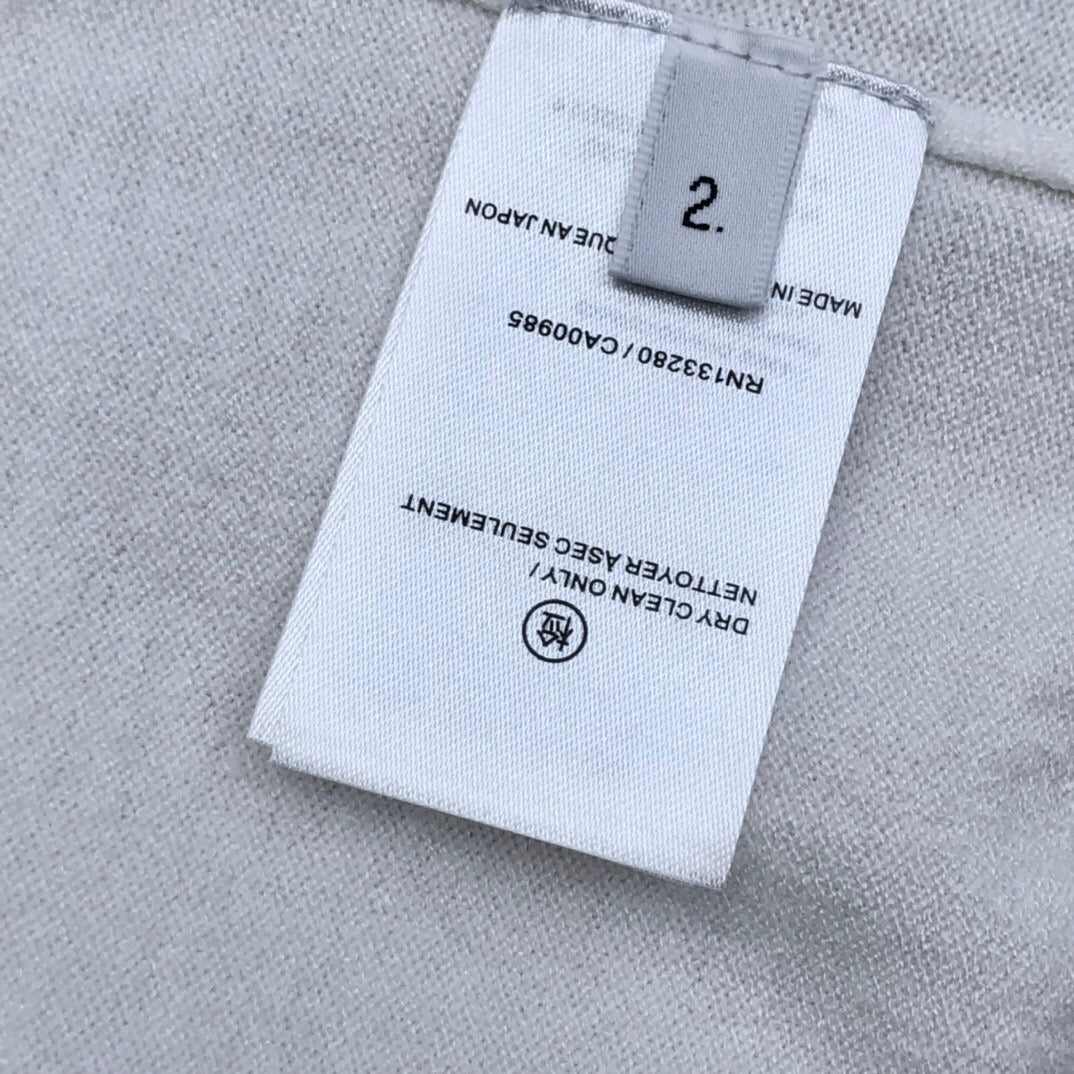 2.
DRY CLEAN ONLY /
NETTOYER ASEC SEULEMENT
RN133280 / CA00985
MADE IN QUE AN JAPON